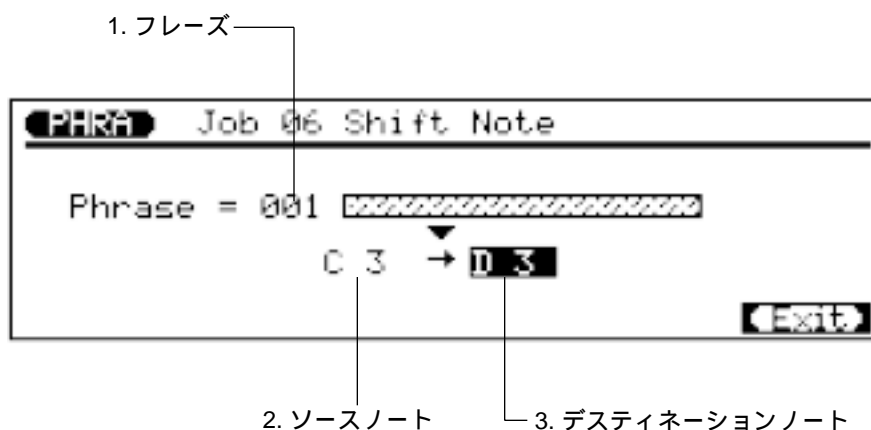 1. フレーズ
PHRA Job 06 Shift Note
Phrase = 001
C 3 → D 3
Exit
2. ソースノート 3. デスティネーションノート